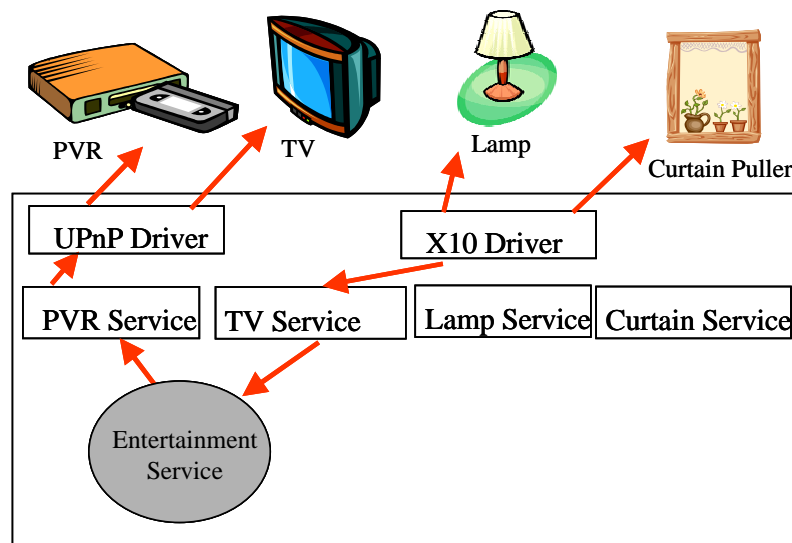 PVR
TV
Lamp
Curtain Puller
UPnP Driver
X10 Driver
PVR Service
TV Service
Lamp Service
Curtain Service
Entertainment
Service